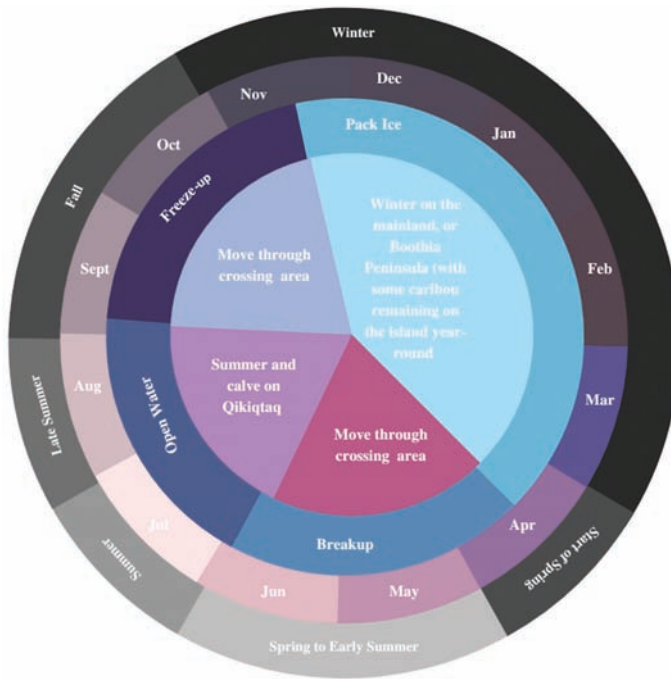 Winter
Nov
Dec
Jan
Feb
Mar
Apr
May
Jun
Jul
Aug
Sept
Oct
Fall
Late Summer
Summer
Spring to Early Summer
Start of Spring
Pack Ice
Freeze-up
Open Water
Breakup
Winter on the
mainland, or
Boothia
Peninsula (with
some caribou
remaining on
the island year-
round
Move through
crossing area
Summer and
calve on
Qikiqtaq
Move through
crossing area